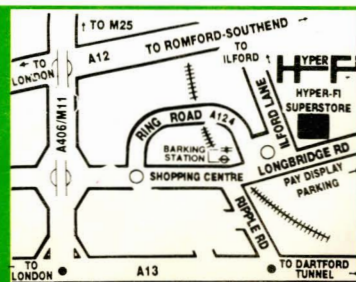 ↑ TO M25
TO ROMFORD-SOUTHEND →
A12
← TO LONDON
TO ILFORD
HYPER
H FI
HYPER-FI
SUPERSTORE
A406/M11
RING ROAD A124
ILFORD LANE
BARKING
STATION
LONGBRIDGE RD
SHOPPING CENTRE
PAY DISPLAY
PARKING
RIPPLE RD
← TO LONDON
A13
TO DARTFORD
TUNNEL →